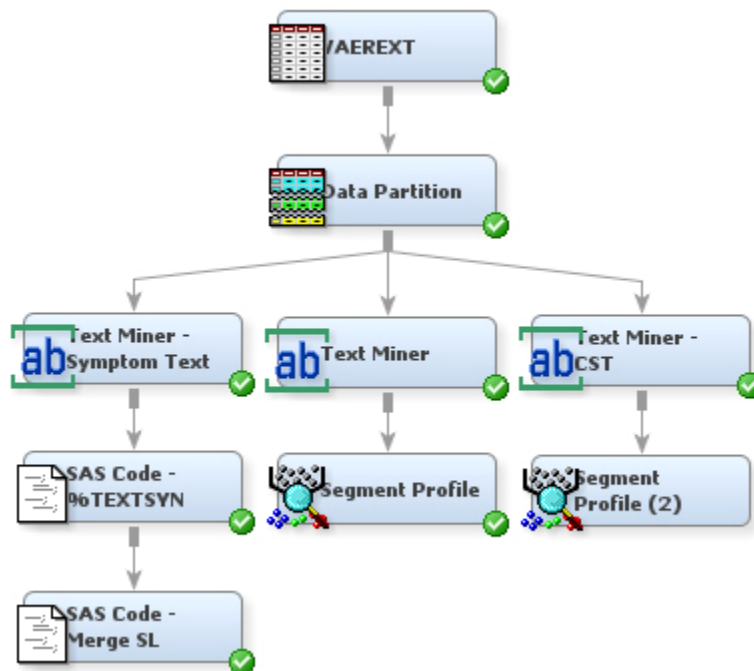 VAEREXT
Data Partition
Text Miner -
Symptom Text
Text Miner
Text Miner -
CST
SAS Code -
%TEXTSYN
Segment Profile
Segment
Profile (2)
SAS Code -
Merge SL